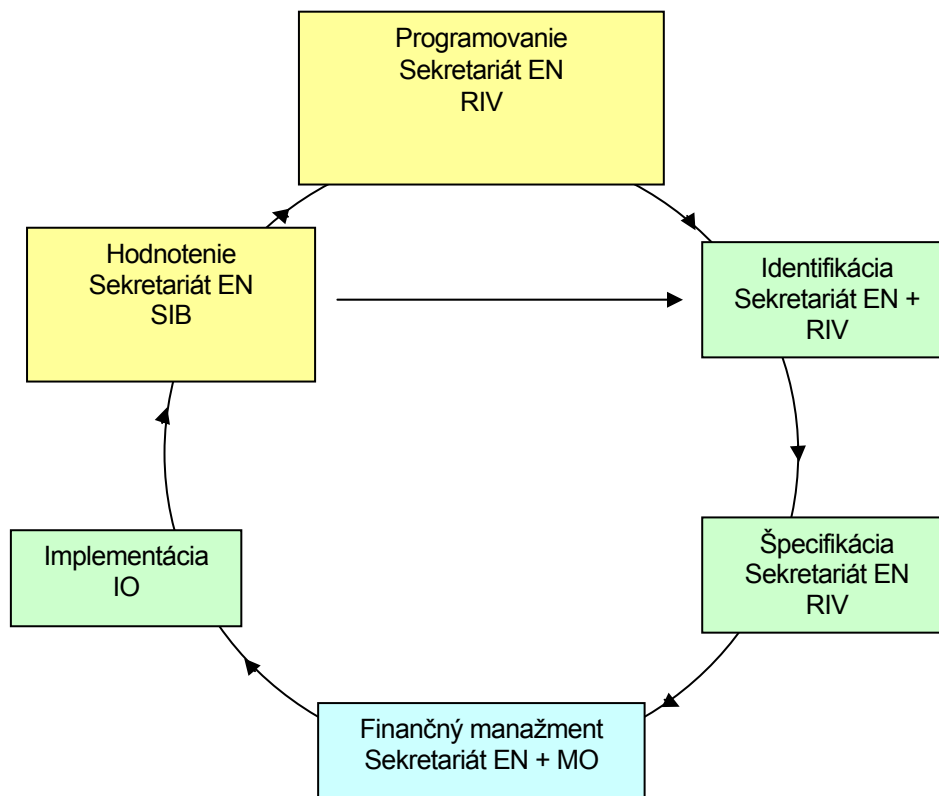 Programovanie
Sekretariát EN
RIV
Hodnotenie
Sekretariát EN
SIB
Identifikácia
Sekretariát EN +
RIV
Implementácia
IO
Špecifikácia
Sekretariát EN
RIV
Finančný manažment
Sekretariát EN + MO